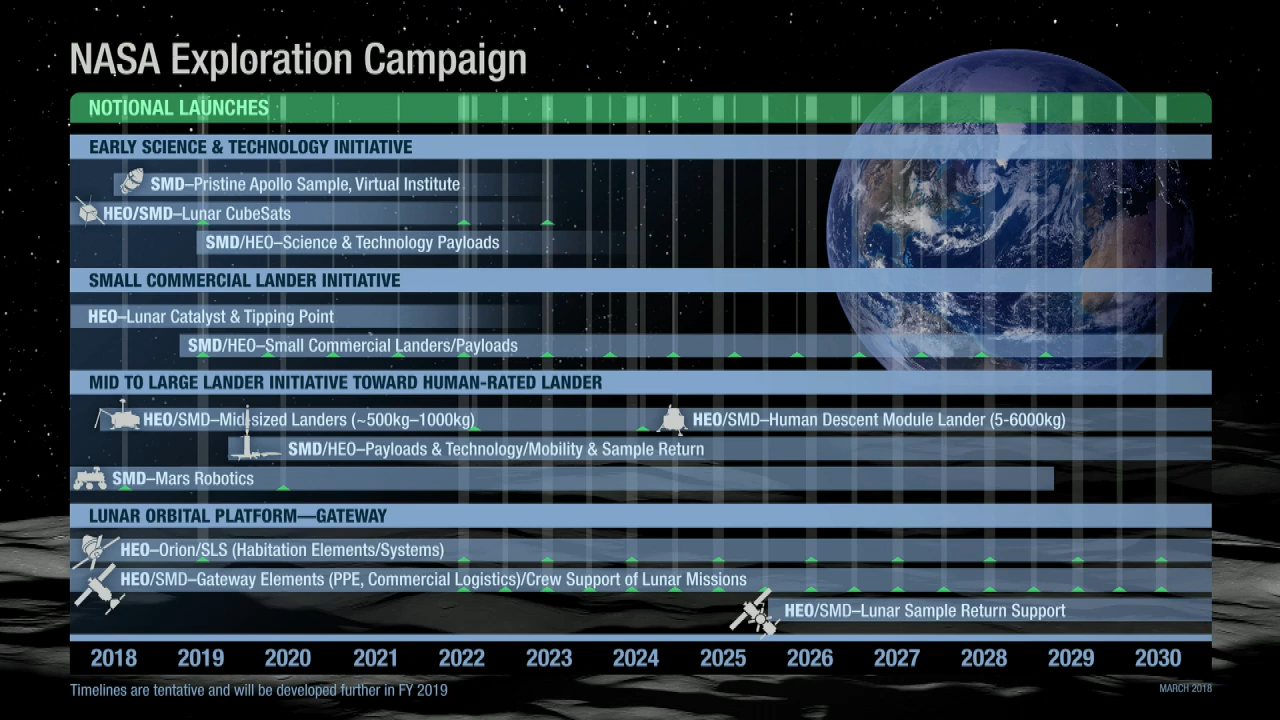 NASA Exploration Campaign
NOTIONAL LAUNCHES
EARLY SCIENCE & TECHNOLOGY INITIATIVE
SMD–Pristine Apollo Sample, Virtual Institute
HEO/SMD–Lunar CubeSats
SMD/HEO–Science & Technology Payloads
SMALL COMMERCIAL LANDER INITIATIVE
HEO–Lunar Catalyst & Tipping Point
SMD/HEO–Small Commercial Landers/Payloads
MID TO LARGE LANDER INITIATIVE TOWARD HUMAN-RATED LANDER
HEO/SMD–Mid-sized Landers (~500kg–1000kg)
HEO/SMD–Human Descent Module Lander (5-6000kg)
SMD/HEO–Payloads & Technology/Mobility & Sample Return
SMD–Mars Robotics
LUNAR ORBITAL PLATFORM—GATEWAY
HEO–Orion/SLS (Habitation Elements/Systems)
HEO/SMD–Gateway Elements (PPE, Commercial Logistics)/Crew Support of Lunar Missions
HEO/SMD–Lunar Sample Return Support
2018 2019 2020 2021 2022 2023 2024 2025 2026 2027 2028 2029 2030
Timelines are tentative and will be developed further in FY 2019
MARCH 2018